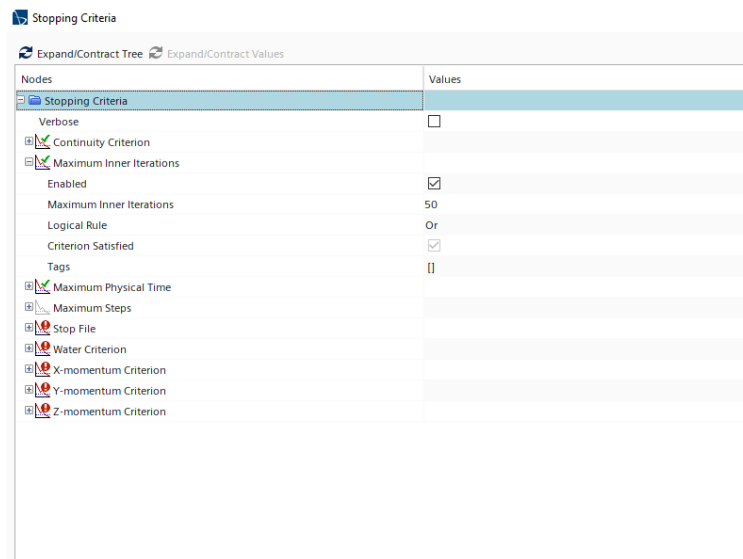 Stopping Criteria
Expand/Contract Tree Expand/Contract Values
Nodes Values
Stopping Criteria
Verbose
Continuity Criterion
Maximum Inner Iterations
Enabled
Maximum Inner Iterations 50
Logical Rule Or
Criterion Satisfied
Tags []
Maximum Physical Time
Maximum Steps
Stop File
Water Criterion
X-momentum Criterion
Y-momentum Criterion
Z-momentum Criterion